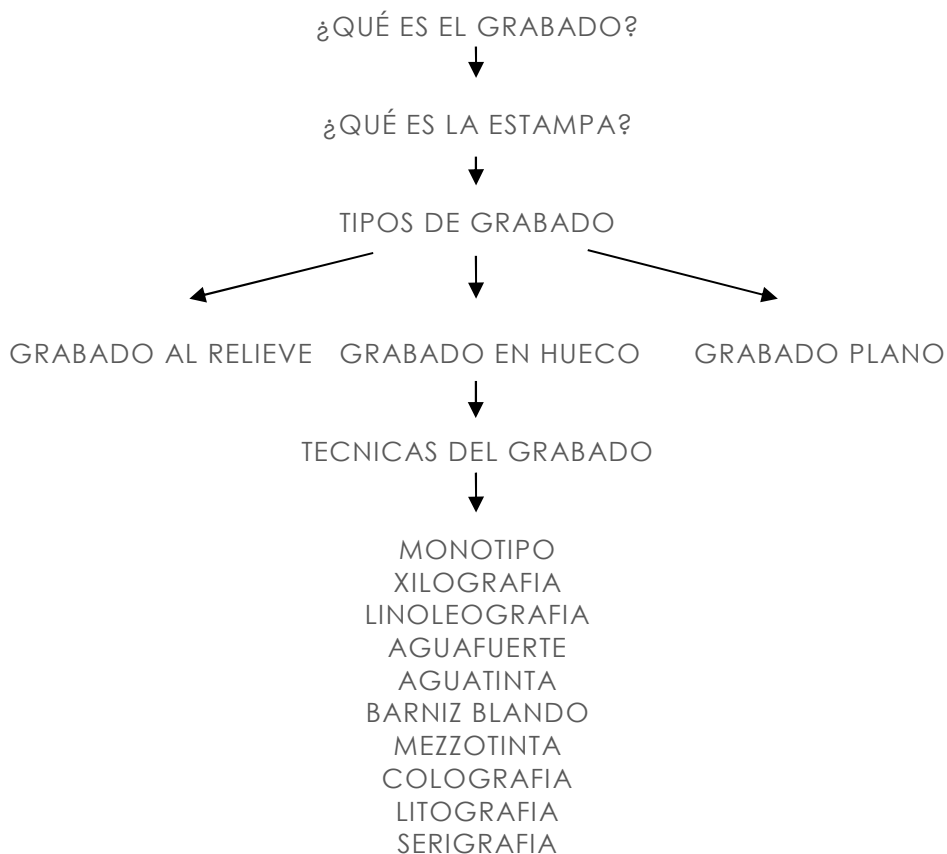 ¿QUÉ ES EL GRABADO?
¿QUÉ ES LA ESTAMPA?
TIPOS DE GRABADO
GRABADO AL RELIEVE GRABADO EN HUECO GRABADO PLANO
TECNICAS DEL GRABADO
MONOTIPO
XILOGRAFIA
LINOLEOGRAFIA
AGUAFUERTE
AGUATINTA
BARNIZ BLANDO
MEZZOTINTA
COLOGRAFIA
LITOGRAFIA
SERIGRAFIA